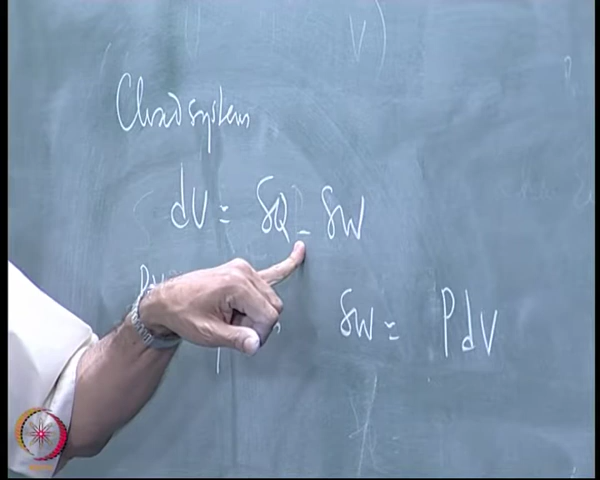 V)
Closed system
dU = δQ - δW
δW = PdV